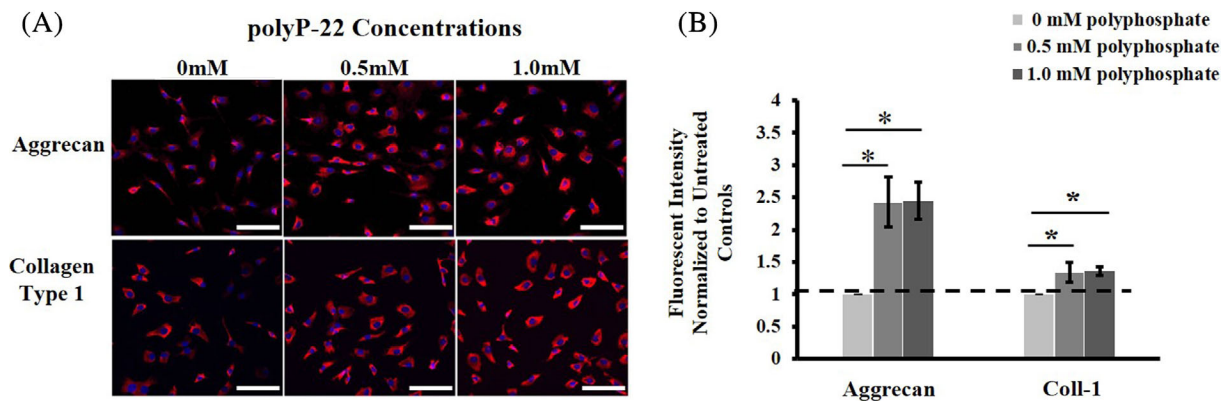 (A)
polyP-22 Concentrations
0mM
0.5mM
1.0mM
Aggrecan
Collagen
Type 1
(B)
0 mM polyphosphate
0.5 mM polyphosphate
1.0 mM polyphosphate
Fluorescent Intensity
Normalized to Untreated
Controls
4
3.5
3
2.5
2
1.5
1
0.5
0
*
*
*
*
Aggrecan
Coll-1